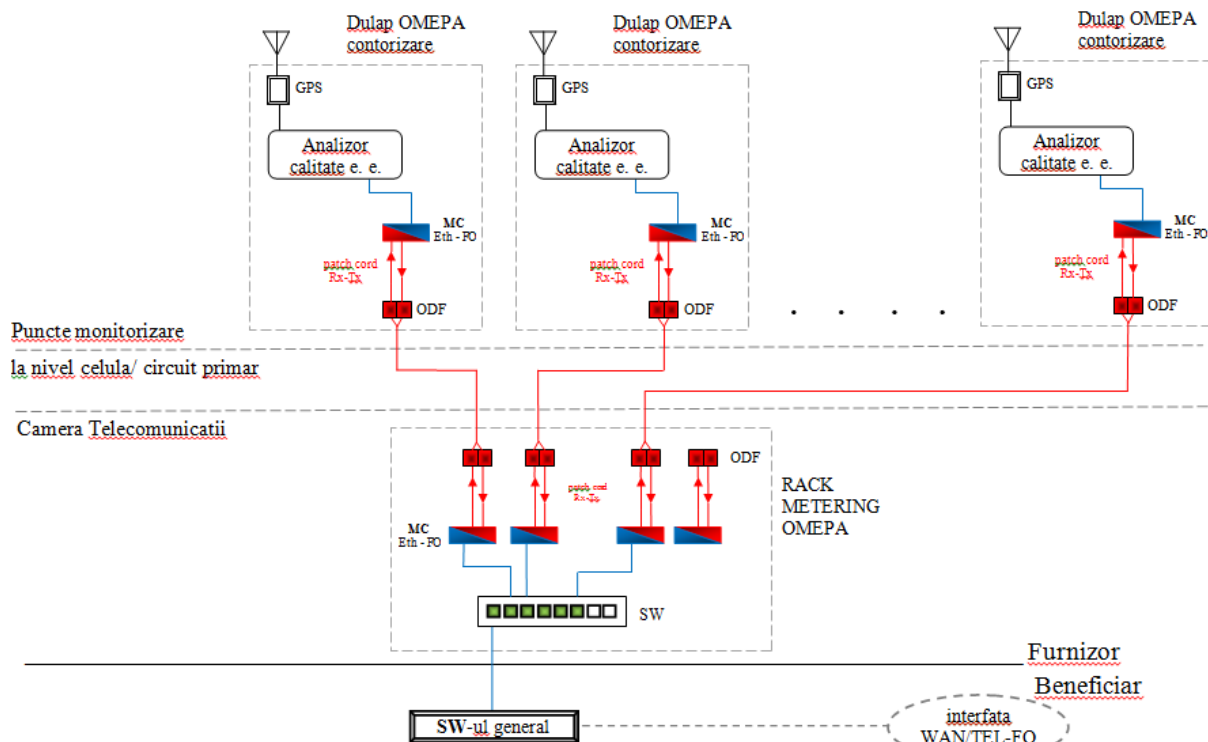 Dulap OMEPA
contorizare
Dulap OMEPA
contorizare
Dulap OMEPA
contorizare
GPS
GPS
GPS
Analizor
calitate e. e.
Analizor
calitate e. e.
Analizor
calitate e. e.
MC
Eth - FO
MC
Eth - FO
MC
Eth - FO
patch cord
Rx-Tx
patch cord
Rx-Tx
patch cord
Rx-Tx
ODF
ODF
ODF
. . . .
Puncte monitorizare
la nivel celula/ circuit primar
Camera Telecomunicatii
ODF
patch cord
Rx-Tx
MC
Eth - FO
RACK
METERING
OMEPA
SW
Furnizor
Beneficiar
SW-ul general
interfata
WAN/TEL-FO